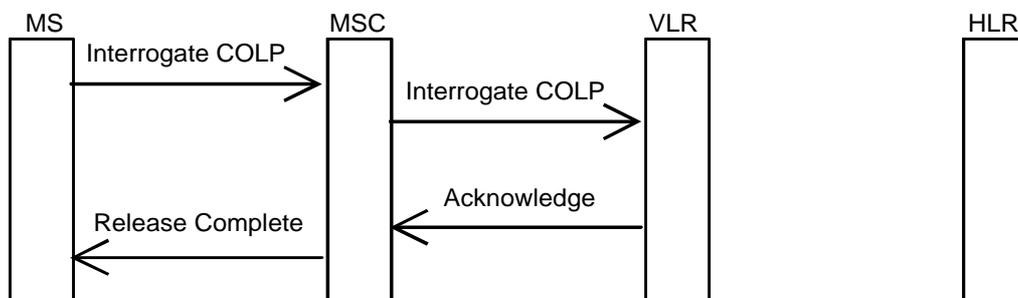 MS
MSC
VLR
HLR
Interrogate COLP
Interrogate COLP
Acknowledge
Release Complete